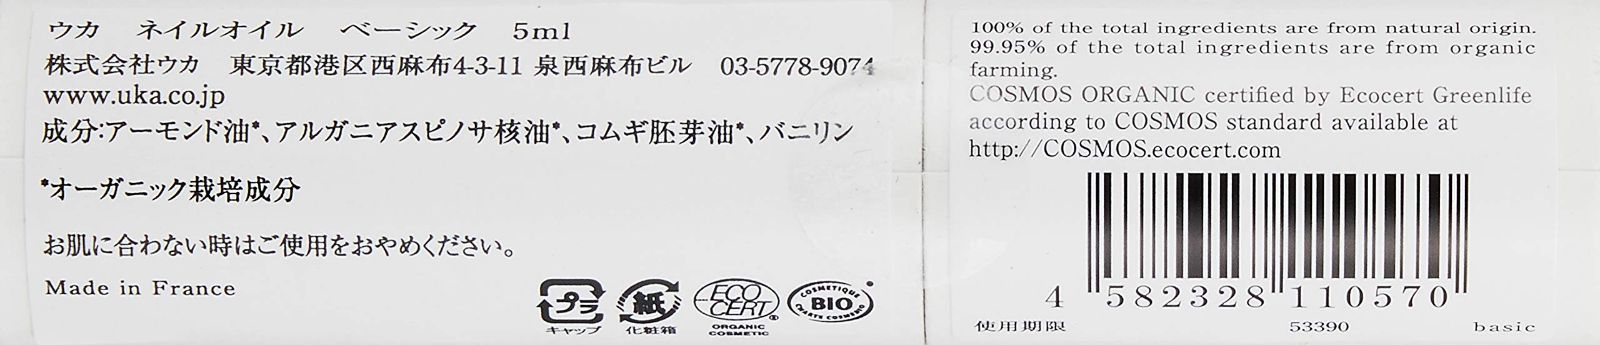 ウカ ネイルオイル ベーシック 5ml
株式会社ウカ 東京都港区西麻布4-3-11 泉西麻布ビル 03-5778-9074
www.uka.co.jp
成分:アーモンド油*、アルガニアスピノサ核油*、コムギ胚芽油*、バニリン
*オーガニック栽培成分
お肌に合わない時はご使用をおやめください。
Made in France
プラ
キャップ
紙
化粧箱
ECO
CERT
ORGANIC
COSMETIC
COSMETIQUE
BIO
CHARTE COSMEBIO
100% of the total ingredients are from natural origin.
99.95% of the total ingredients are from organic
farming.
COSMOS ORGANIC certified by Ecocert Greenlife
according to COSMOS standard available at
http://COSMOS.ecocert.com
4 582328 110570
使用期限 53390 basic